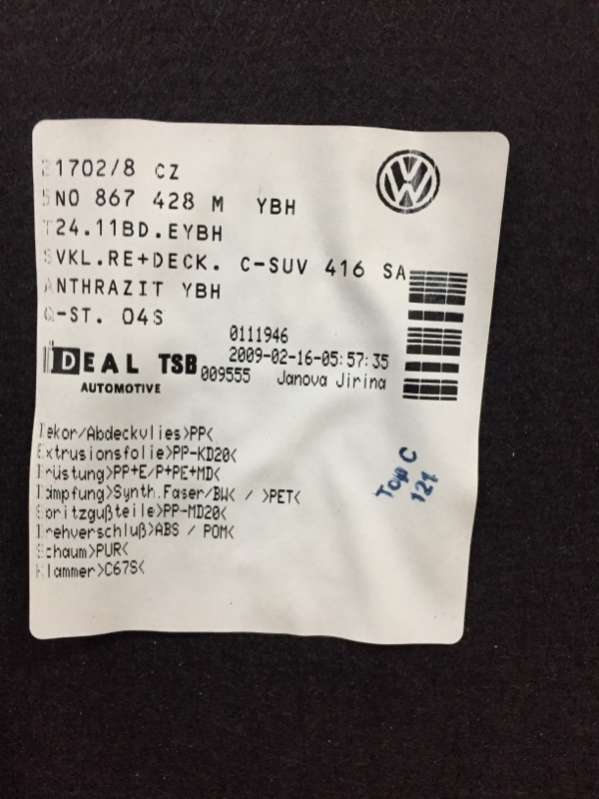 21702/8 CZ
5N0 867 428 M YBH
T24.11BD.EYBH
SVKL.RE+DECK. C-SUV 416 SA
ANTHRAZIT YBH
Q-ST. 04S
0111946
DEAL TSB 2009-02-16-05:57:35
AUTOMOTIVE 009555 Janova Jirina
Dekor/Abdeckvlies>PP<
Extrusionsfolie>PP-KD20<
Brüstung>PP+E/P+PE+MD<
Dämpfung>Synth.Faser/BW< / >PET<
Spritzgußteile>PP-MD20<
Drehverschluß>ABS / POM<
Schaum>PUR<
Klammer>C67S<
Top C
121